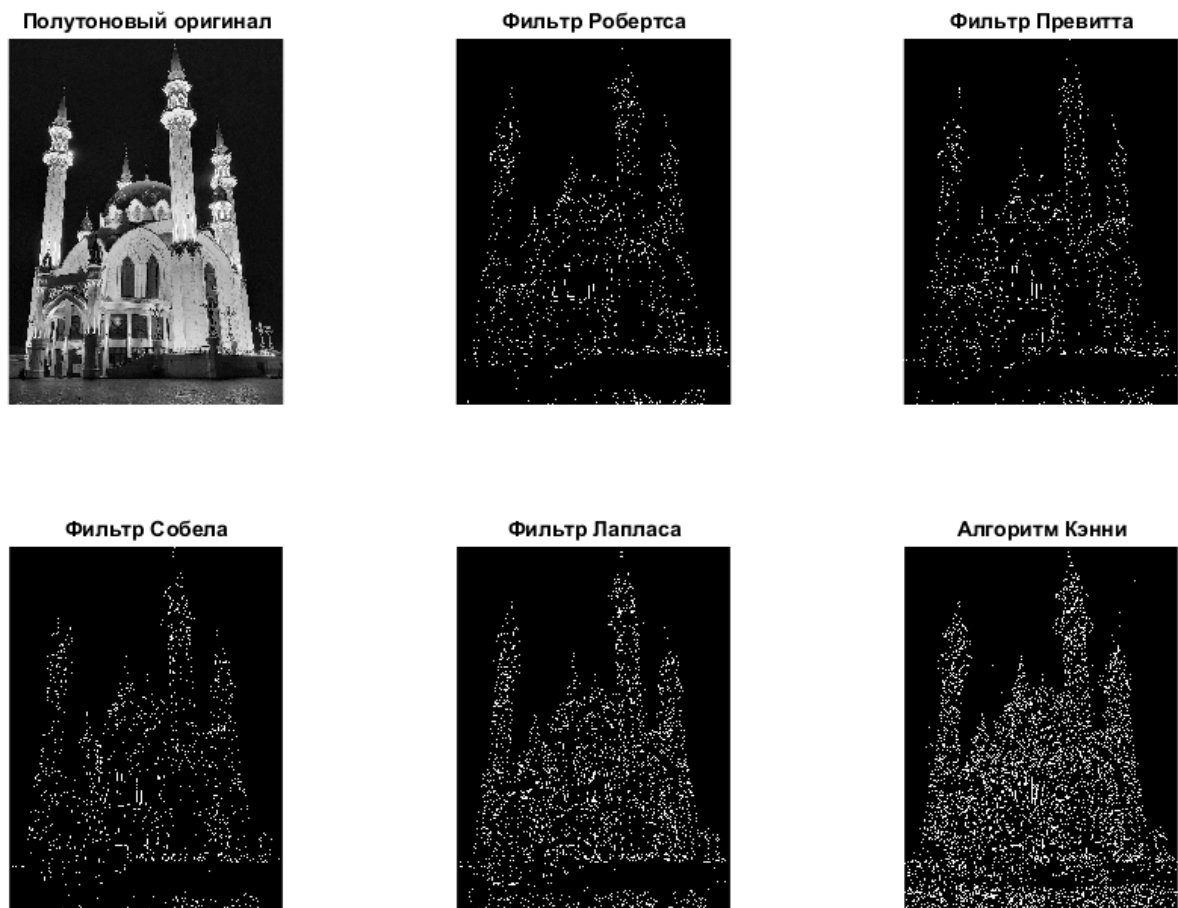 Полутоновый оригинал
Фильтр Робертса
Фильтр Превитта
Фильтр Собела
Фильтр Лапласа
Алгоритм Кэнни